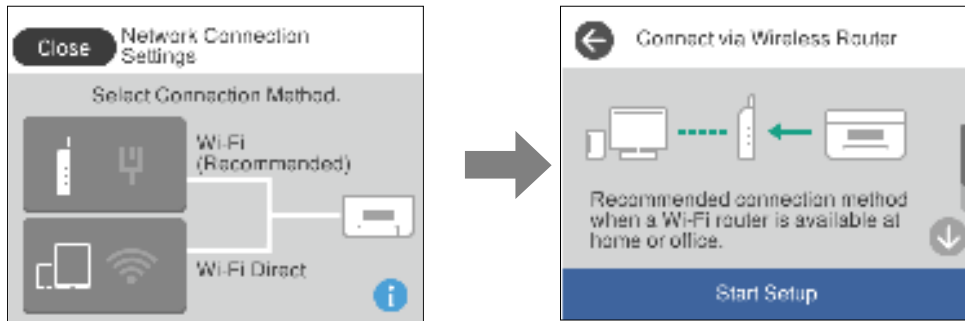 Close
Network Connection
Settings
Select Connection Method.
Wi-Fi
(Recommended)
Wi-Fi Direct
i
Connect via Wireless Router
Recommended connection method
when a Wi-Fi router is available at
home or office.
Start Setup